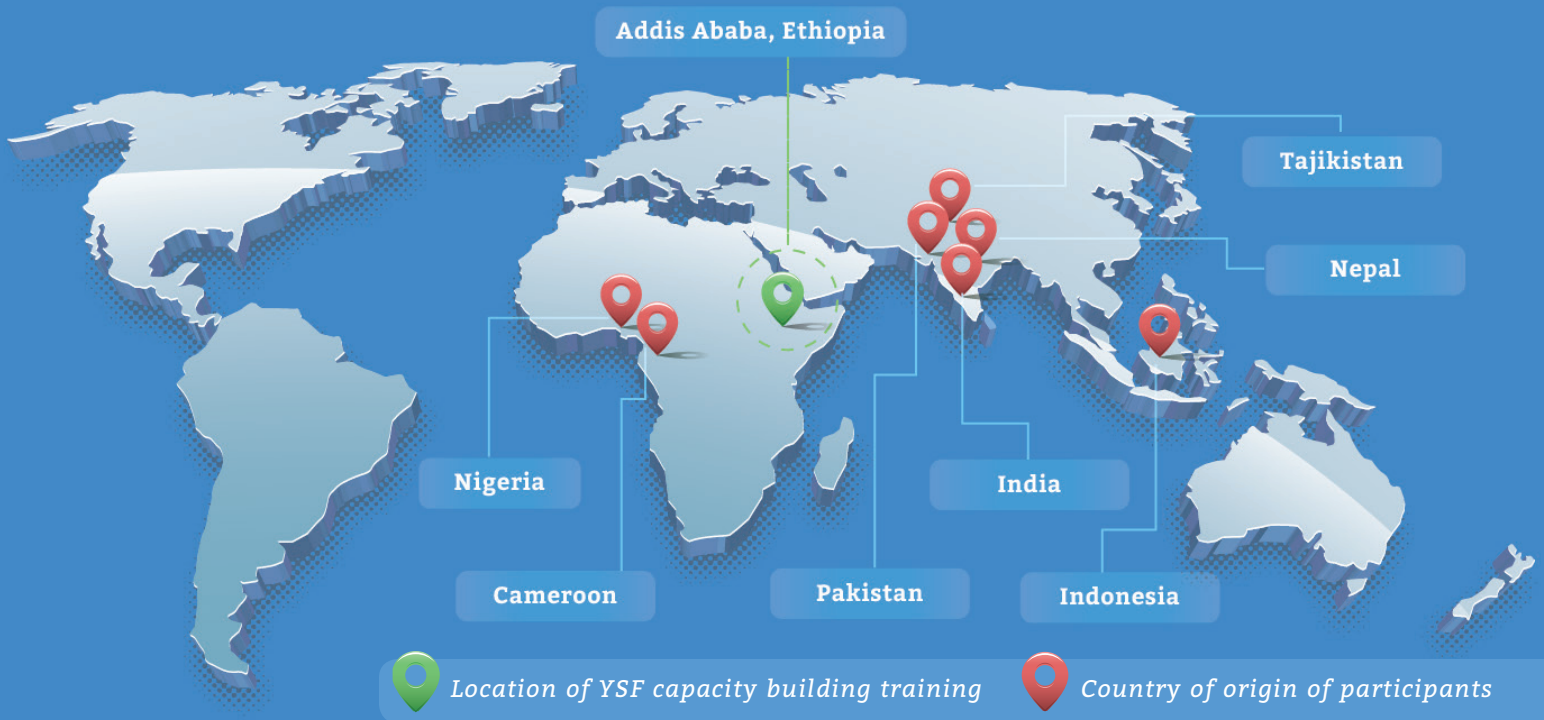 Addis Ababa, Ethiopia
Tajikistan
Nepal
Nigeria
India
Cameroon
Pakistan
Indonesia
Location of YSF capacity building training
Country of origin of participants